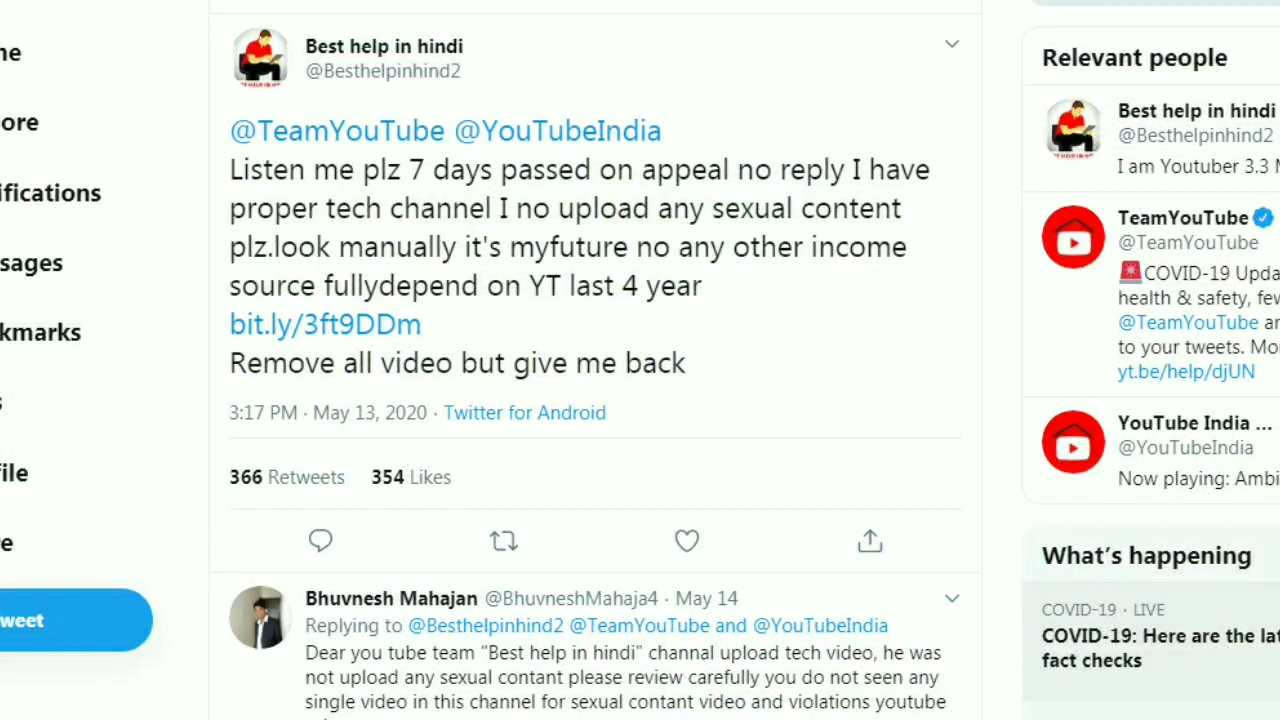 me
ore
ifications
sages
kmarks
s
file
e
weet
Best help in hindi
@Besthelpinhind2
@TeamYouTube @YouTubeIndia
Listen me plz 7 days passed on appeal no reply I have
proper tech channel I no upload any sexual content
plz.look manually it's myfuture no any other income
source fullydepend on YT last 4 year
bit.ly/3ft9DDm
Remove all video but give me back
3:17 PM · May 13, 2020 · Twitter for Android
366 Retweets 354 Likes
Bhuvnesh Mahajan @BhuvneshMahaja4 · May 14
Replying to @Besthelpinhind2 @TeamYouTube and @YouTubeIndia
Dear you tube team "Best help in hindi" channal upload tech video, he was
not upload any sexual contant please review carefully you do not seen any
single video in this channel for sexual contant video and violations youtube
Relevant people
Best help in hindi
@Besthelpinhind2
I am Youtuber 3.3 M
TeamYouTube
@TeamYouTube
COVID-19 Upda
health & safety, few
@TeamYouTube ar
to your tweets. Mo
yt.be/help/djUN
YouTube India ...
@YouTubeIndia
Now playing: Ambi
What's happening
COVID-19 · LIVE
COVID-19: Here are the lat
fact checks